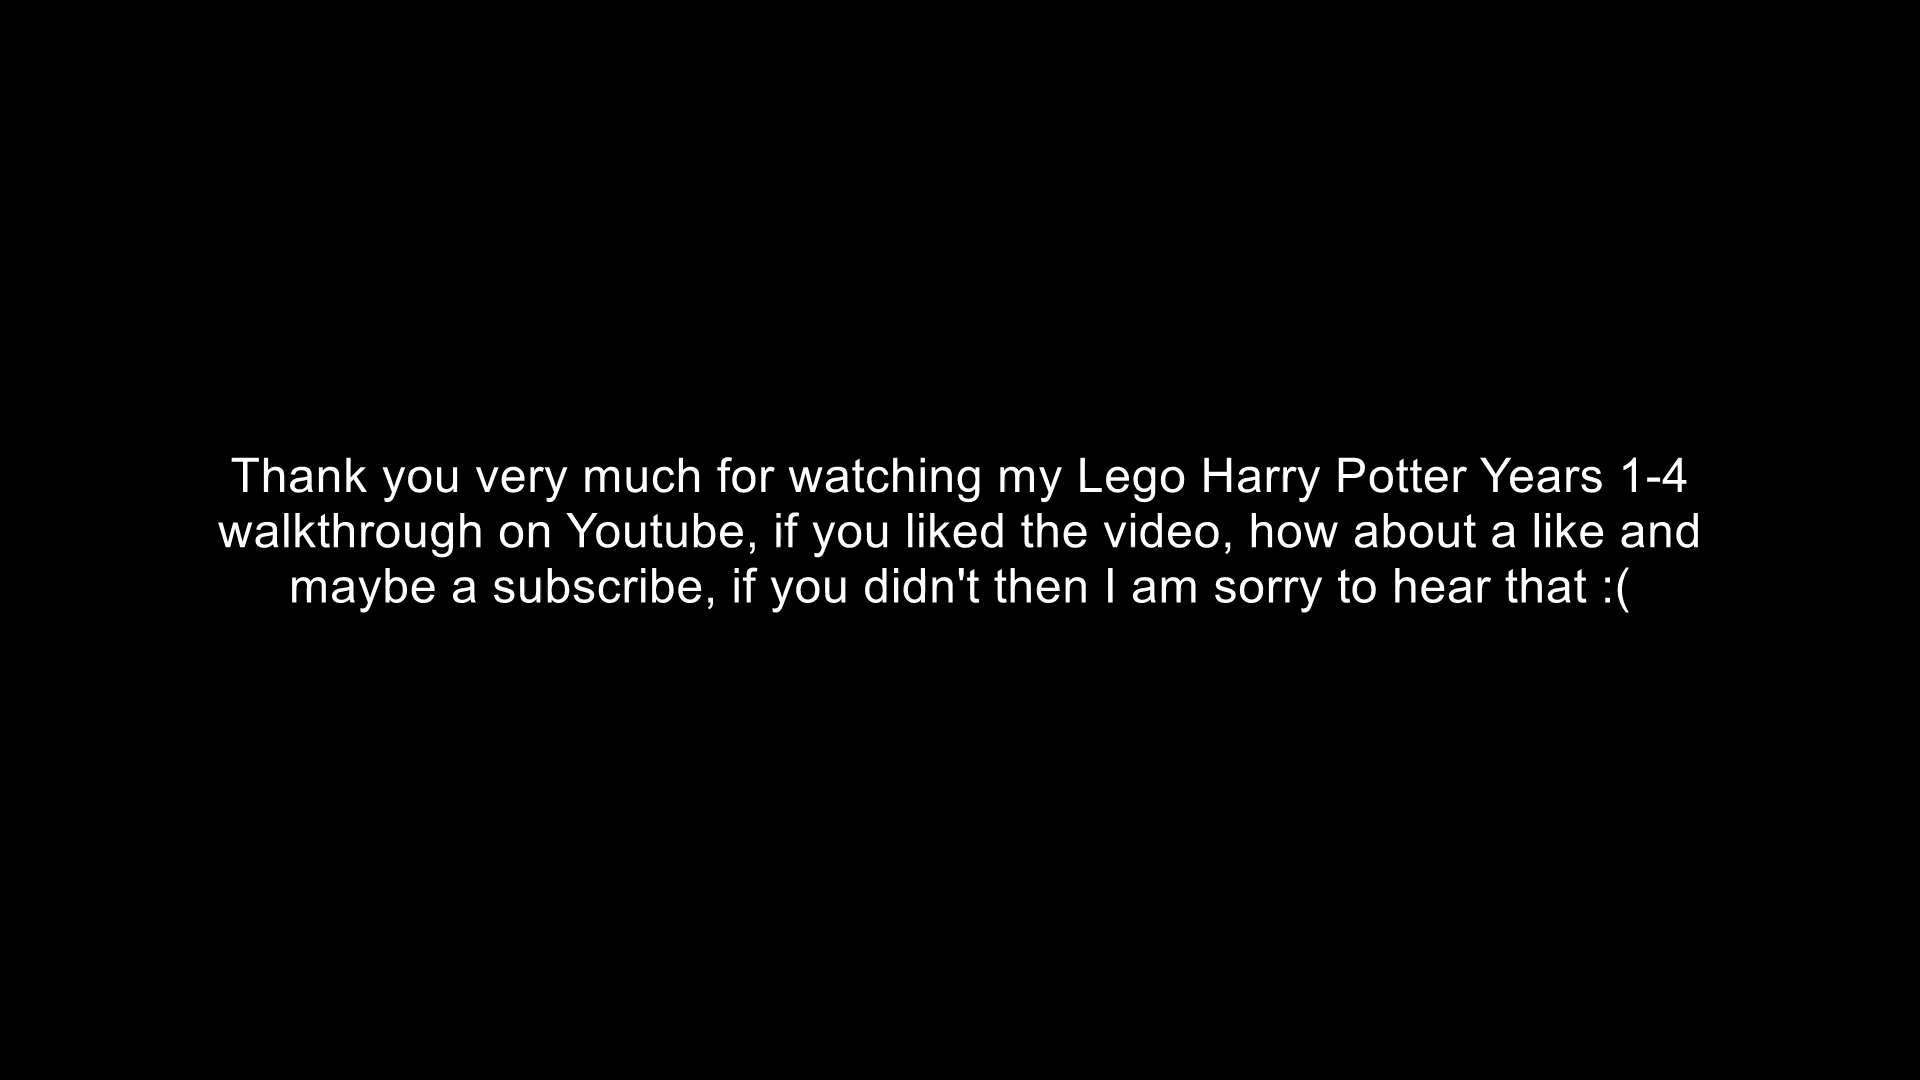 Thank you very much for watching my Lego Harry Potter Years 1-4
walkthrough on Youtube, if you liked the video, how about a like and
maybe a subscribe, if you didn't then I am sorry to hear that :(